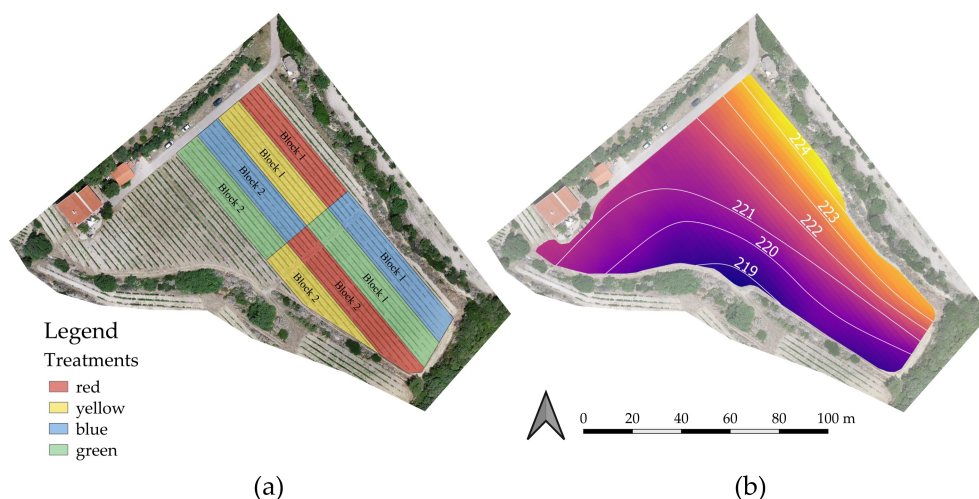 Block 1
Block 1
Block 2
Block 2
Block 1
Block 1
Block 2
Block 2
Legend
Treatments
red
yellow
blue
green
(a)
224
223
222
221
220
219
0 20 40 60 80 100 m
(b)